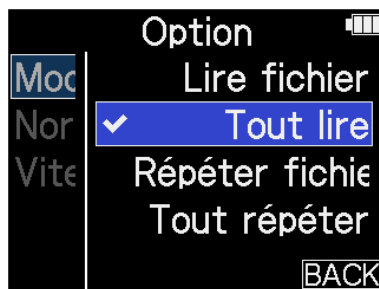 Option
Moc
Lire fichier
Nor
Tout lire
Vite
Répéter fichie
Tout répéter
BACK